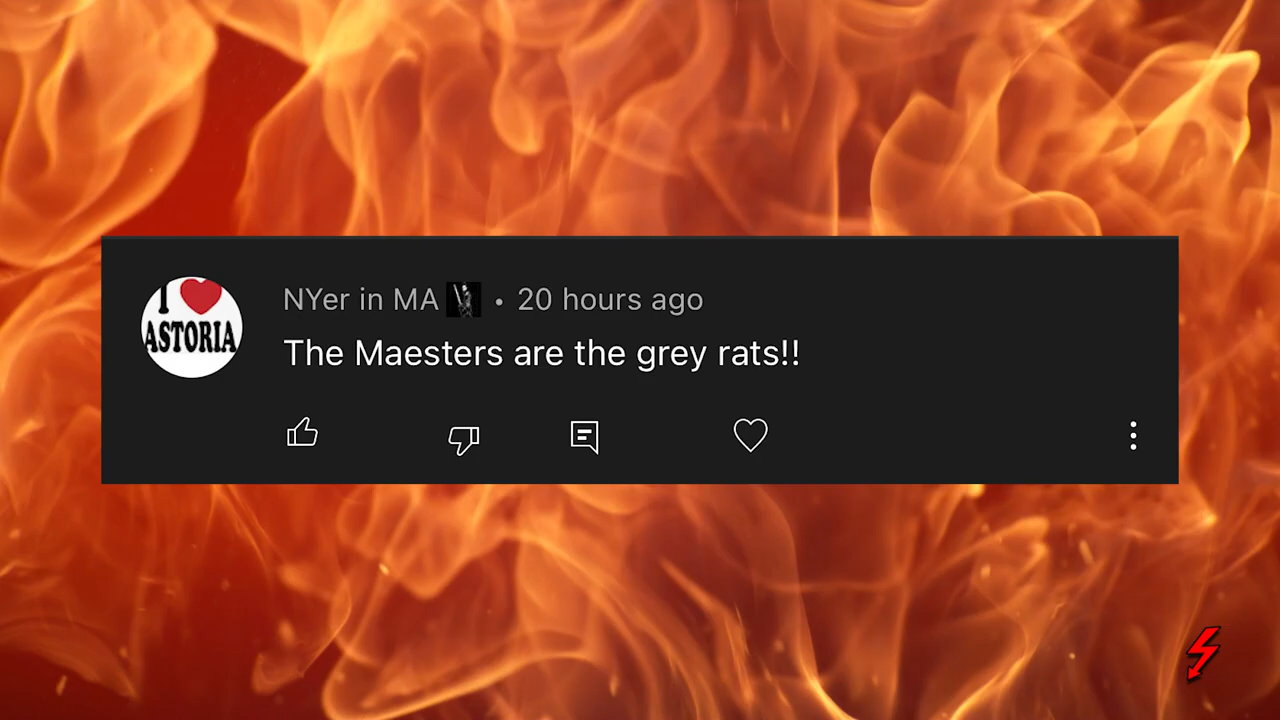 I
ASTORIA
NYer in MA • 20 hours ago
The Maesters are the grey rats!!